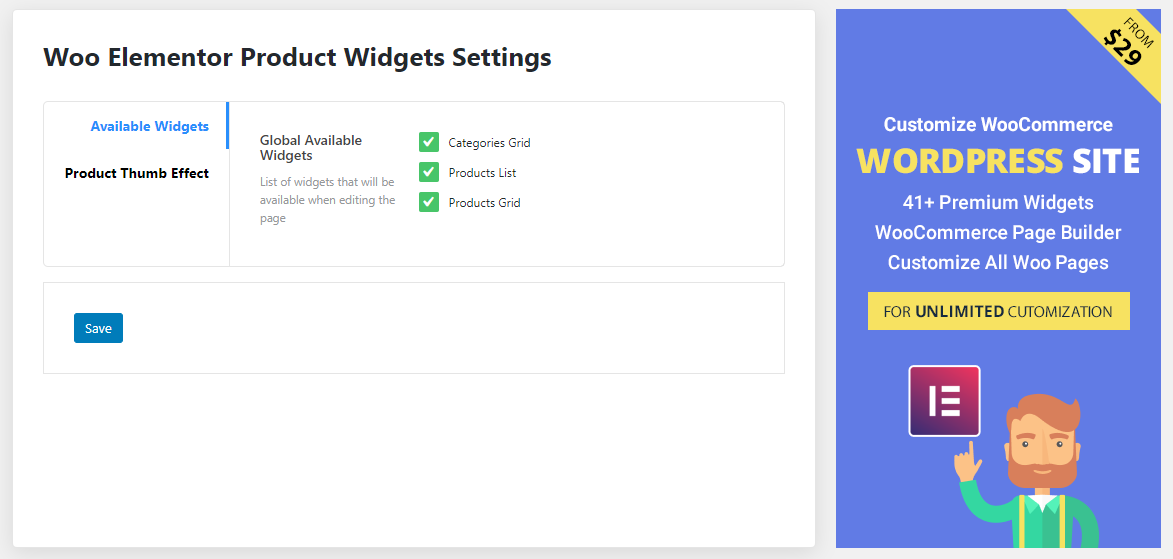 Woo Elementor Product Widgets Settings
Available Widgets
Product Thumb Effect
Global Available
Widgets
List of widgets that will be
available when editing the
page
Categories Grid
Products List
Products Grid
Save
FROM
$29
Customize WooCommerce
WORDPRESS SITE
41+ Premium Widgets
WooCommerce Page Builder
Customize All Woo Pages
FOR UNLIMITED CUTOMIZATION